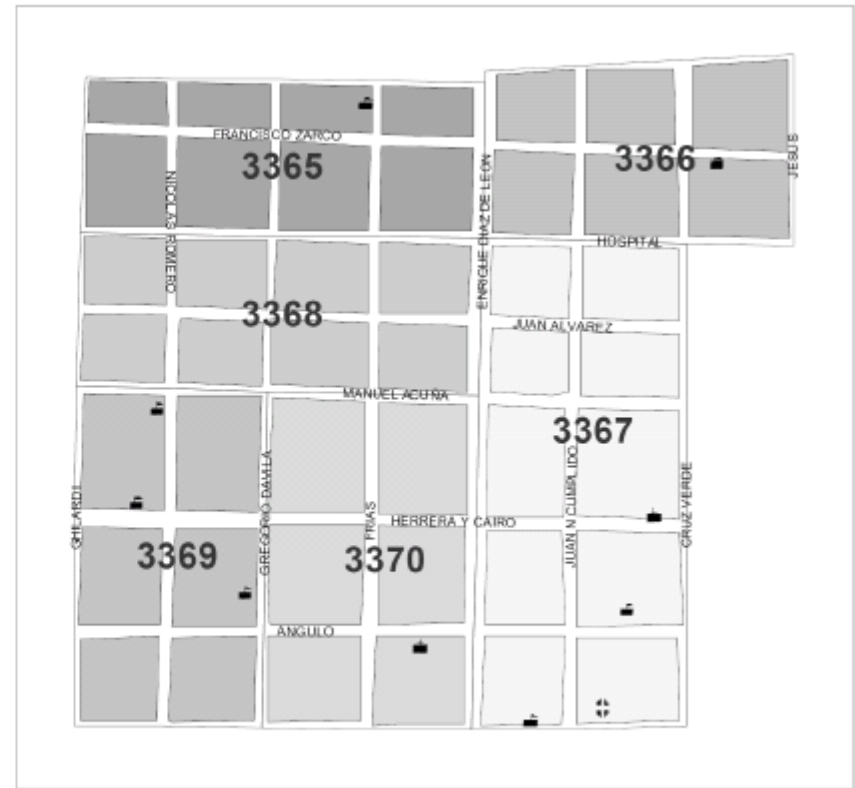 FRANCISCO ZARCO
3365
3366
JESUS
NICOLAS ROMERO
ENRIQUE DIAZ DE LEON
HOSPITAL
3368
JUAN ALVAREZ
MANUEL ACUÑA
3367
GHILARDI
GREGORIO DAVILA
FRIAS
HERRERA Y CAIRO
JUAN N CUMPLIDO
CRUZ VERDE
3369
3370
ANGULO